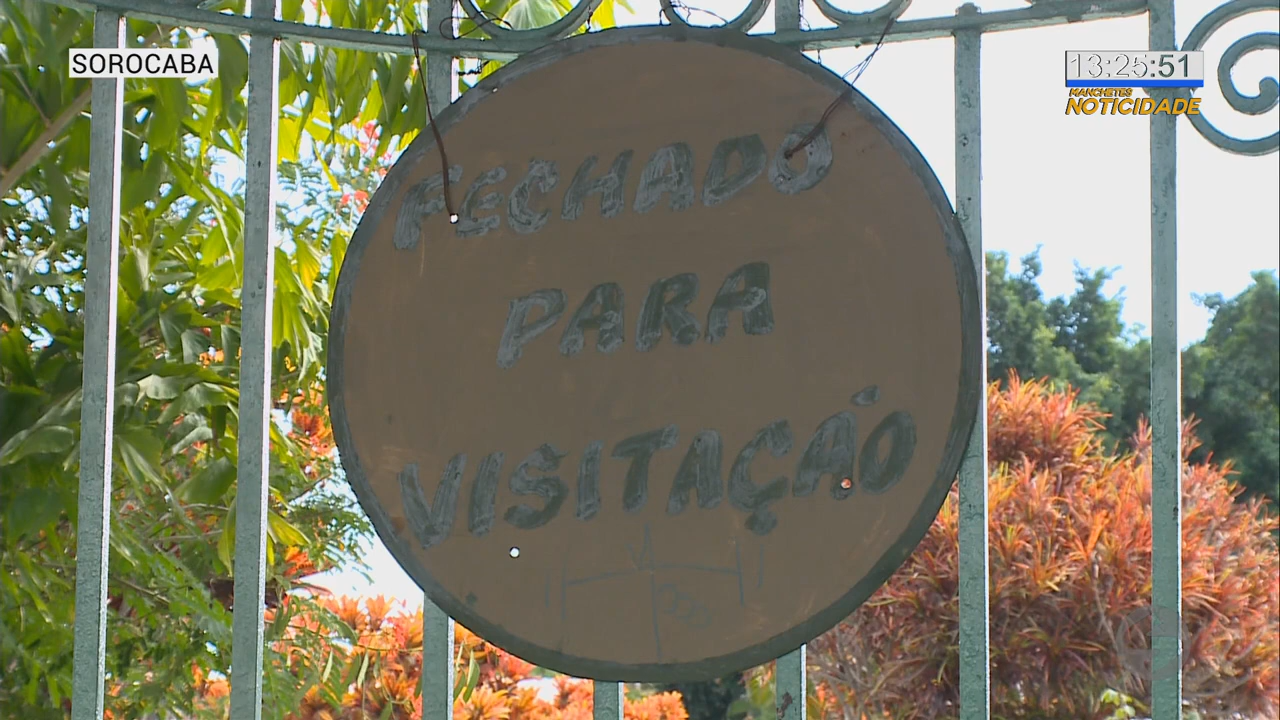 SOROCABA
13:25:51
MANCHETES
NOTICIDADE
FECHADO
PARA
VISITAÇÃO